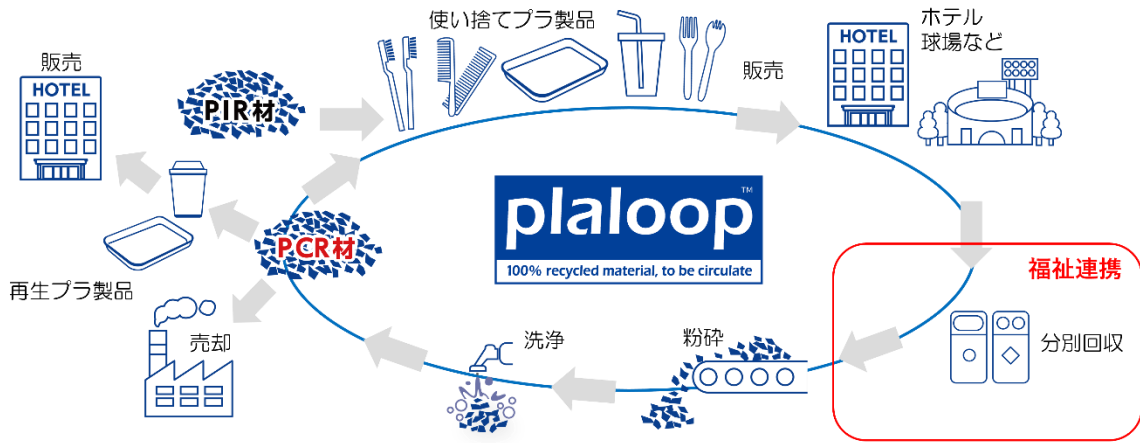 使い捨てプラ製品
ホテル
球場など
販売
HOTEL
PIR材
販売
HOTEL
plaloop™
100% recycled material, to be circulate
PCR材
再生プラ製品
福祉連携
売却
洗浄
粉砕
分別回収